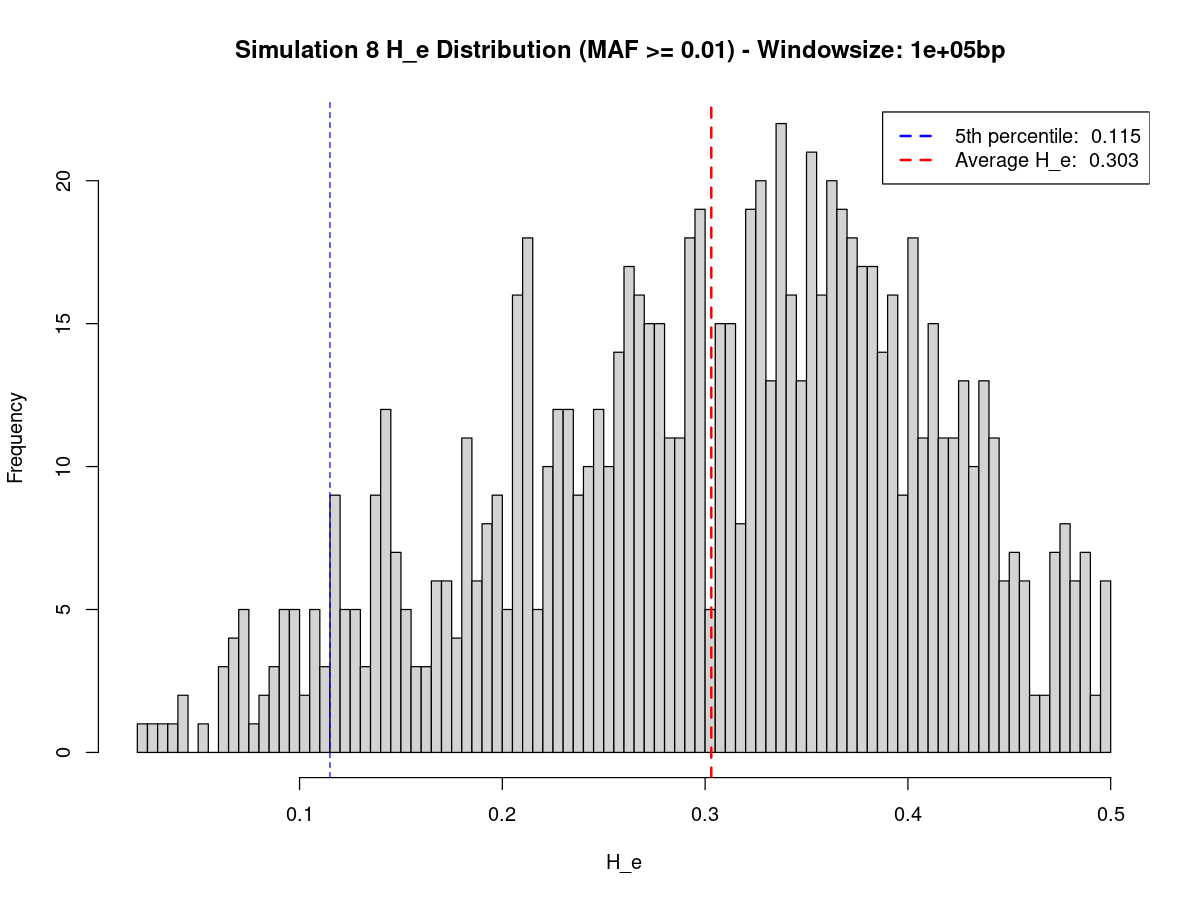 Simulation 8 H_e Distribution (MAF >= 0.01) - Windowsize: 1e+05bp
5th percentile: 0.115
Average H_e: 0.303
Frequency
20
15
10
5
0
0.1 0.2 0.3 0.4 0.5
H_e